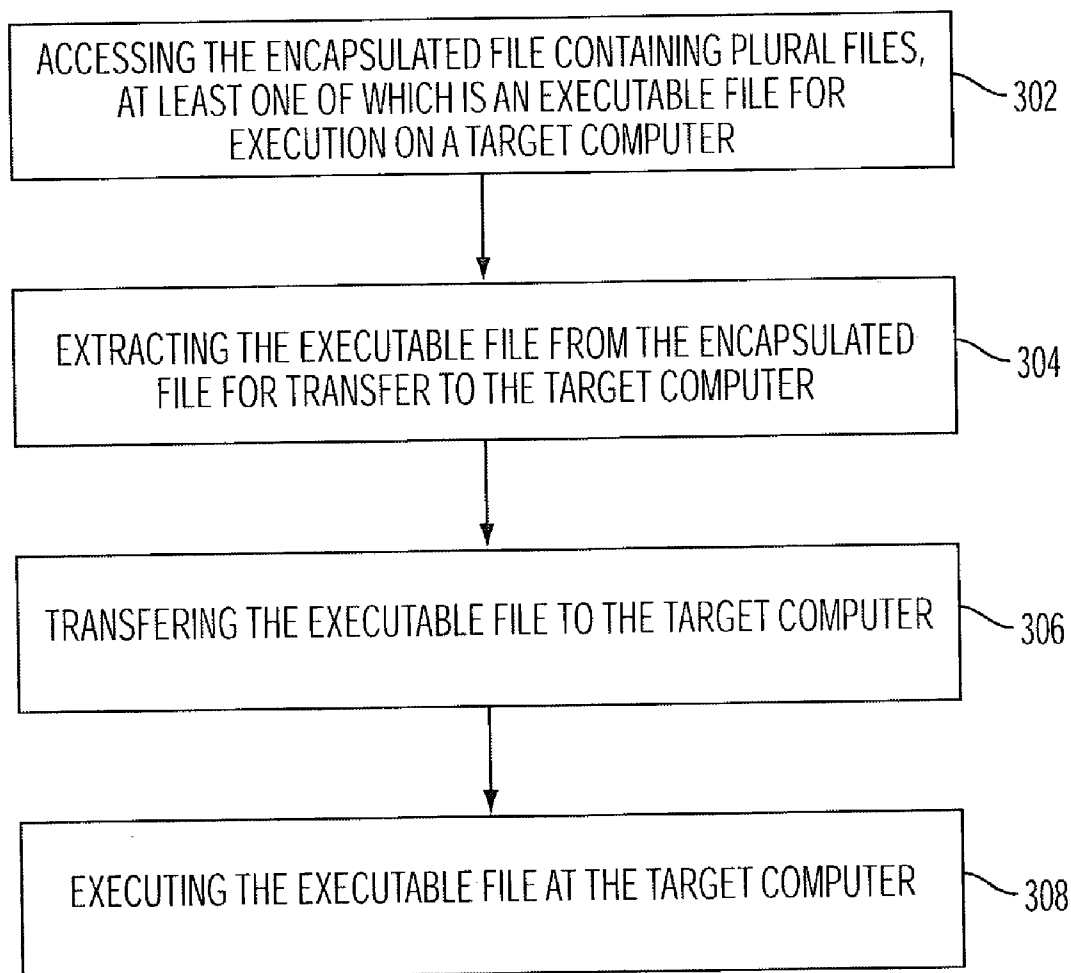 ACCESSING THE ENCAPSULATED FILE CONTAINING PLURAL FILES,
AT LEAST ONE OF WHICH IS AN EXECUTABLE FILE FOR
EXECUTION ON A TARGET COMPUTER
302
EXTRACTING THE EXECUTABLE FILE FROM THE ENCAPSULATED
FILE FOR TRANSFER TO THE TARGET COMPUTER
304
TRANSFERING THE EXECUTABLE FILE TO THE TARGET COMPUTER
306
EXECUTING THE EXECUTABLE FILE AT THE TARGET COMPUTER
308